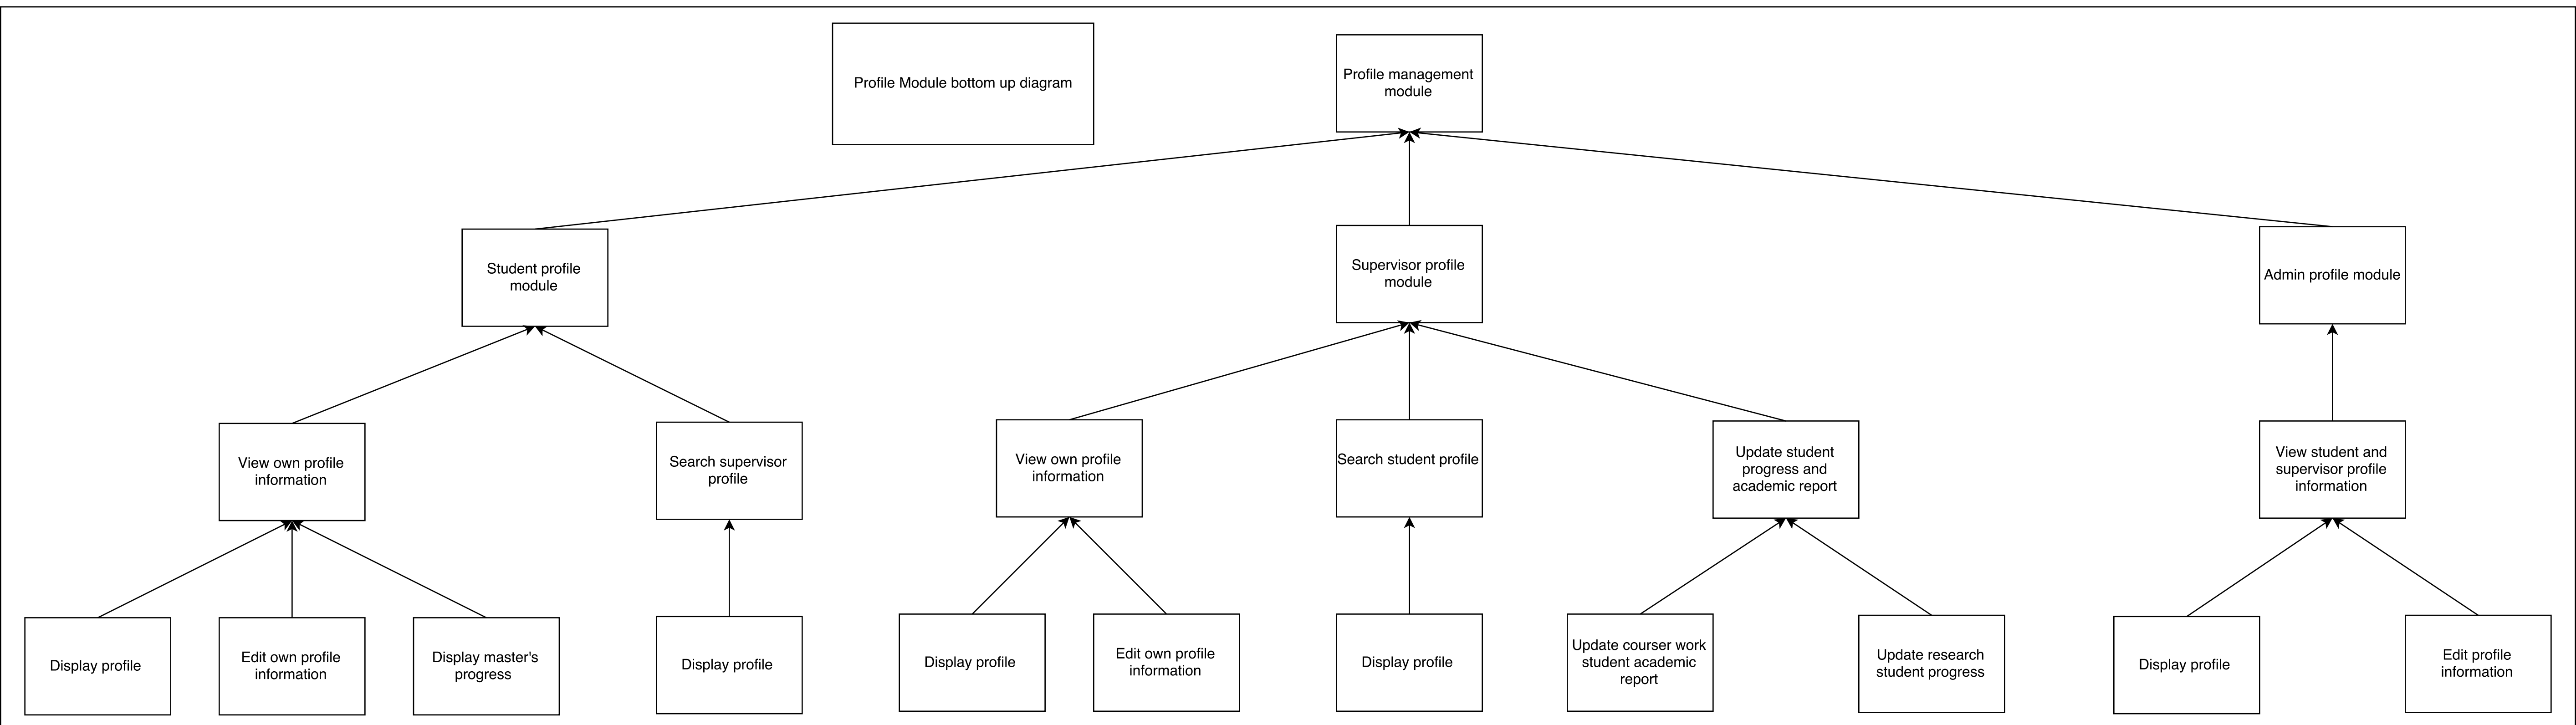 Profile Module bottom up diagram
Profile management
module
Student profile
module
Supervisor profile
module
Admin profile module
View own profile
information
Search supervisor
profile
View own profile
information
Search student profile
Update student
progress and
academic report
View student and
supervisor profile
information
Display profile
Edit own profile
information
Display master's
progress
Display profile
Display profile
Edit own profile
information
Display profile
Update courser work
student academic
report
Update research
student progress
Display profile
Edit profile
information